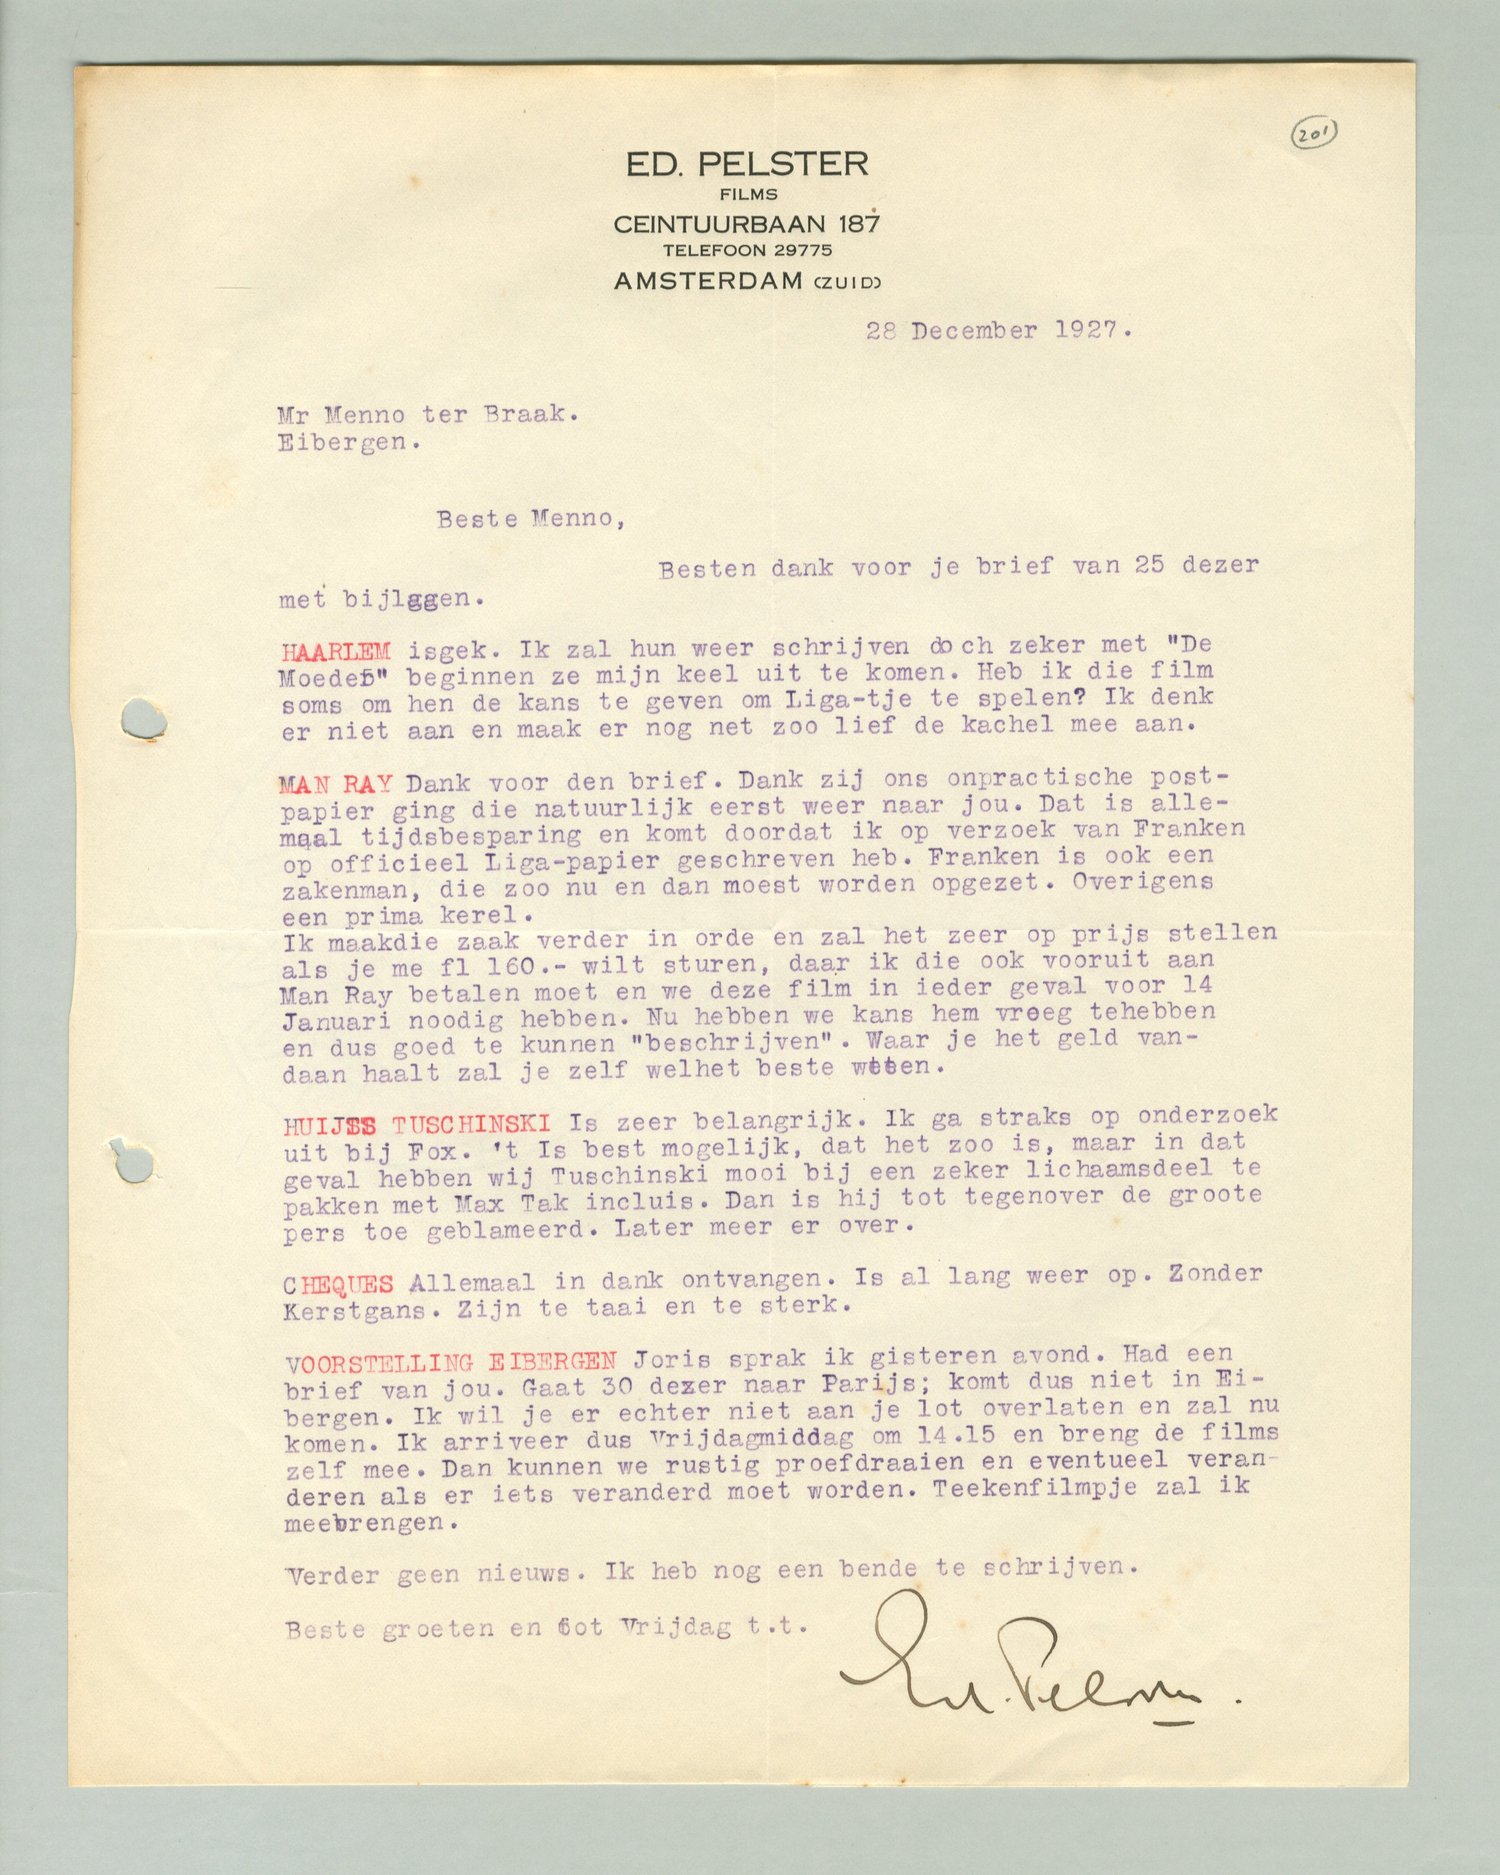 201
ED. PELSTER
FILMS
CEINTUURBAAN 187
TELEFOON 29775
AMSTERDAM (ZUID)
28 December 1927.
Mr Menno ter Braak.
Eibergen.
Beste Menno,
Besten dank voor je brief van 25 dezer
met bijlaggen.
HAARLEM isgek. Ik zal hun weer schrijven doch zeker met "De
Moeder" beginnen ze mijn keel uit te komen. Heb ik die film
soms om hen de kans te geven om Liga-tje te spelen? Ik denk
er niet aan en maak er nog net zoo lief de kachel mee aan.
MAN RAY Dank voor den brief. Dank zij ons onpractische post-
papier ging die natuurlijk eerst weer naar jou. Dat is alle-
maal tijdsbesparing en komt doordat ik op verzoek van Franken
op officieel Liga-papier geschreven heb. Franken is ook een
zakenman, die zoo nu en dan moest worden opgezet. Overigens
een prima kerel.
Ik maakdie zaak verder in orde en zal het zeer op prijs stellen
als je me fl 160.- wilt sturen, daar ik die ook vooruit aan
Man Ray betalen moet en we deze film in ieder geval voor 14
Januari noodig hebben. Nu hebben we kans hem vroeg tehebben
en dus goed te kunnen "beschrijven". Waar je het geld van-
daan haalt zal je zelf welhet beste weten.
HUIJSS TUSCHINSKI Is zeer belangrijk. Ik ga straks op onderzoek
uit bij Fox. 't Is best mogelijk, dat het zoo is, maar in dat
geval hebben wij Tuschinski mooi bij een zeker lichaamsdeel te
pakken met Max Tak incluis. Dan is hij tot tegenover de groote
pers toe geblameerd. Later meer er over.
CHEQUES Allemaal in dank ontvangen. Is al lang weer op. Zonder
Kerstgans. Zijn te taai en te sterk.
VOORSTELLING EIBERGEN Joris sprak ik gisteren avond. Had een
brief van jou. Gaat 30 dezer naar Parijs; komt dus niet in Ei-
bergen. Ik wil je er echter niet aan je lot overlaten en zal nu
komen. Ik arriveer dus Vrijdagmiddag om 14.15 en breng de films
zelf mee. Dan kunnen we rustig proefdraaien en eventueel veran-
deren als er iets veranderd moet worden. Teekenfilmpje zal ik
meebrengen.
Verder geen nieuws. Ik heb nog een bende te schrijven.
Beste groeten en tot Vrijdag t.t.
Ed. Pelster.